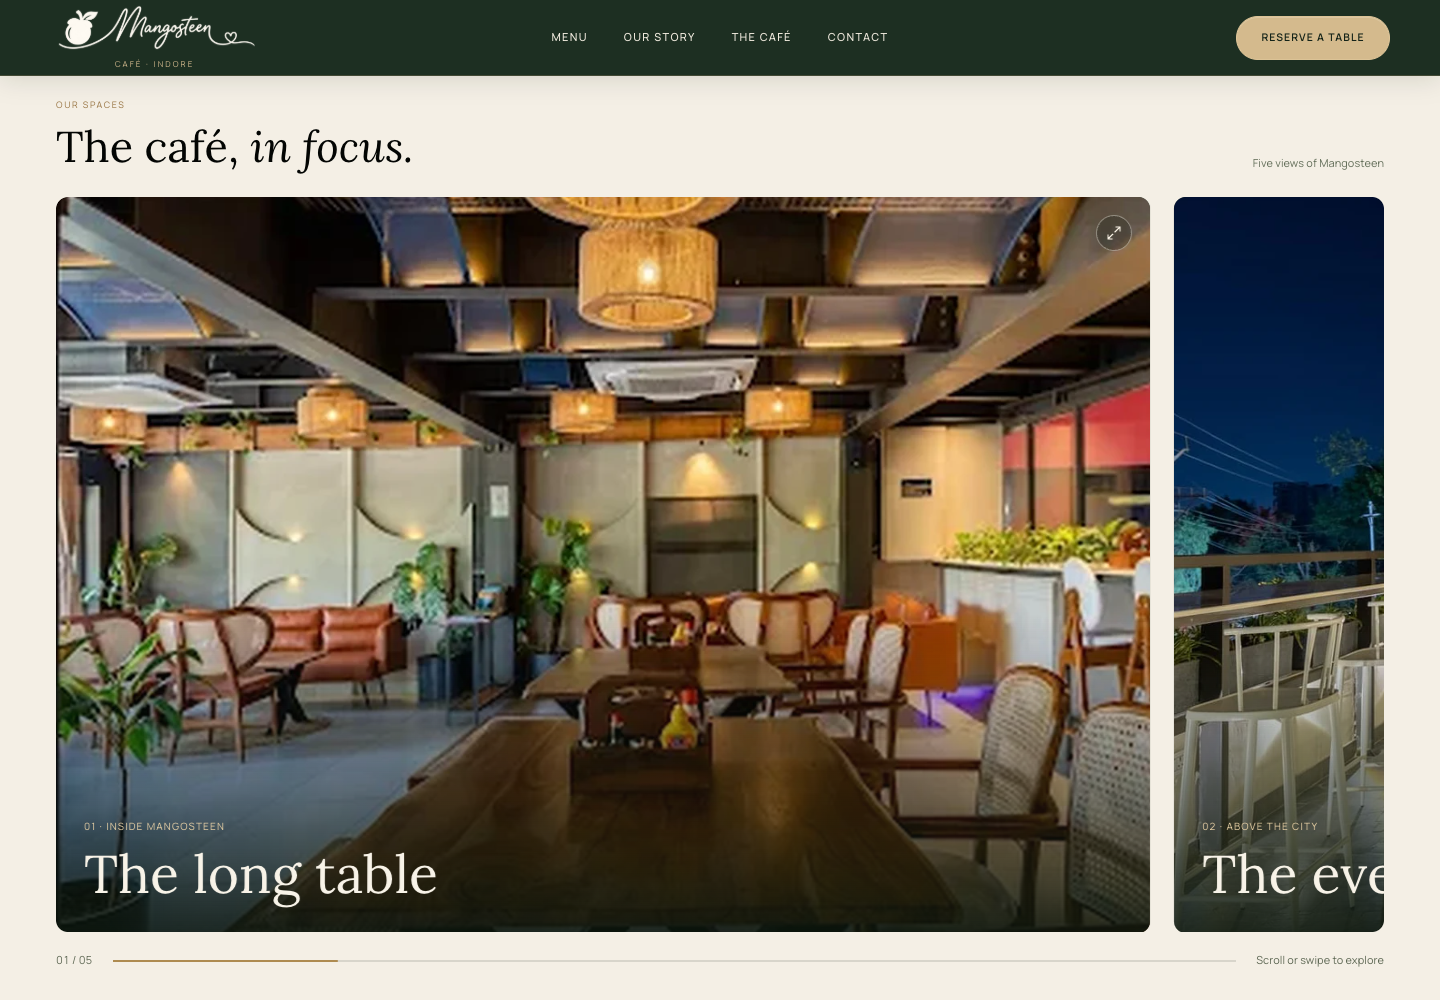 Mangosteen
CAFÉ · INDORE
MENU
OUR STORY
THE CAFÉ
CONTACT
RESERVE A TABLE
OUR SPACES
The café, in focus.
Five views of Mangosteen
01 · INSIDE MANGOSTEEN
The long table
02 · ABOVE THE CITY
The eve
01 / 05
Scroll or swipe to explore